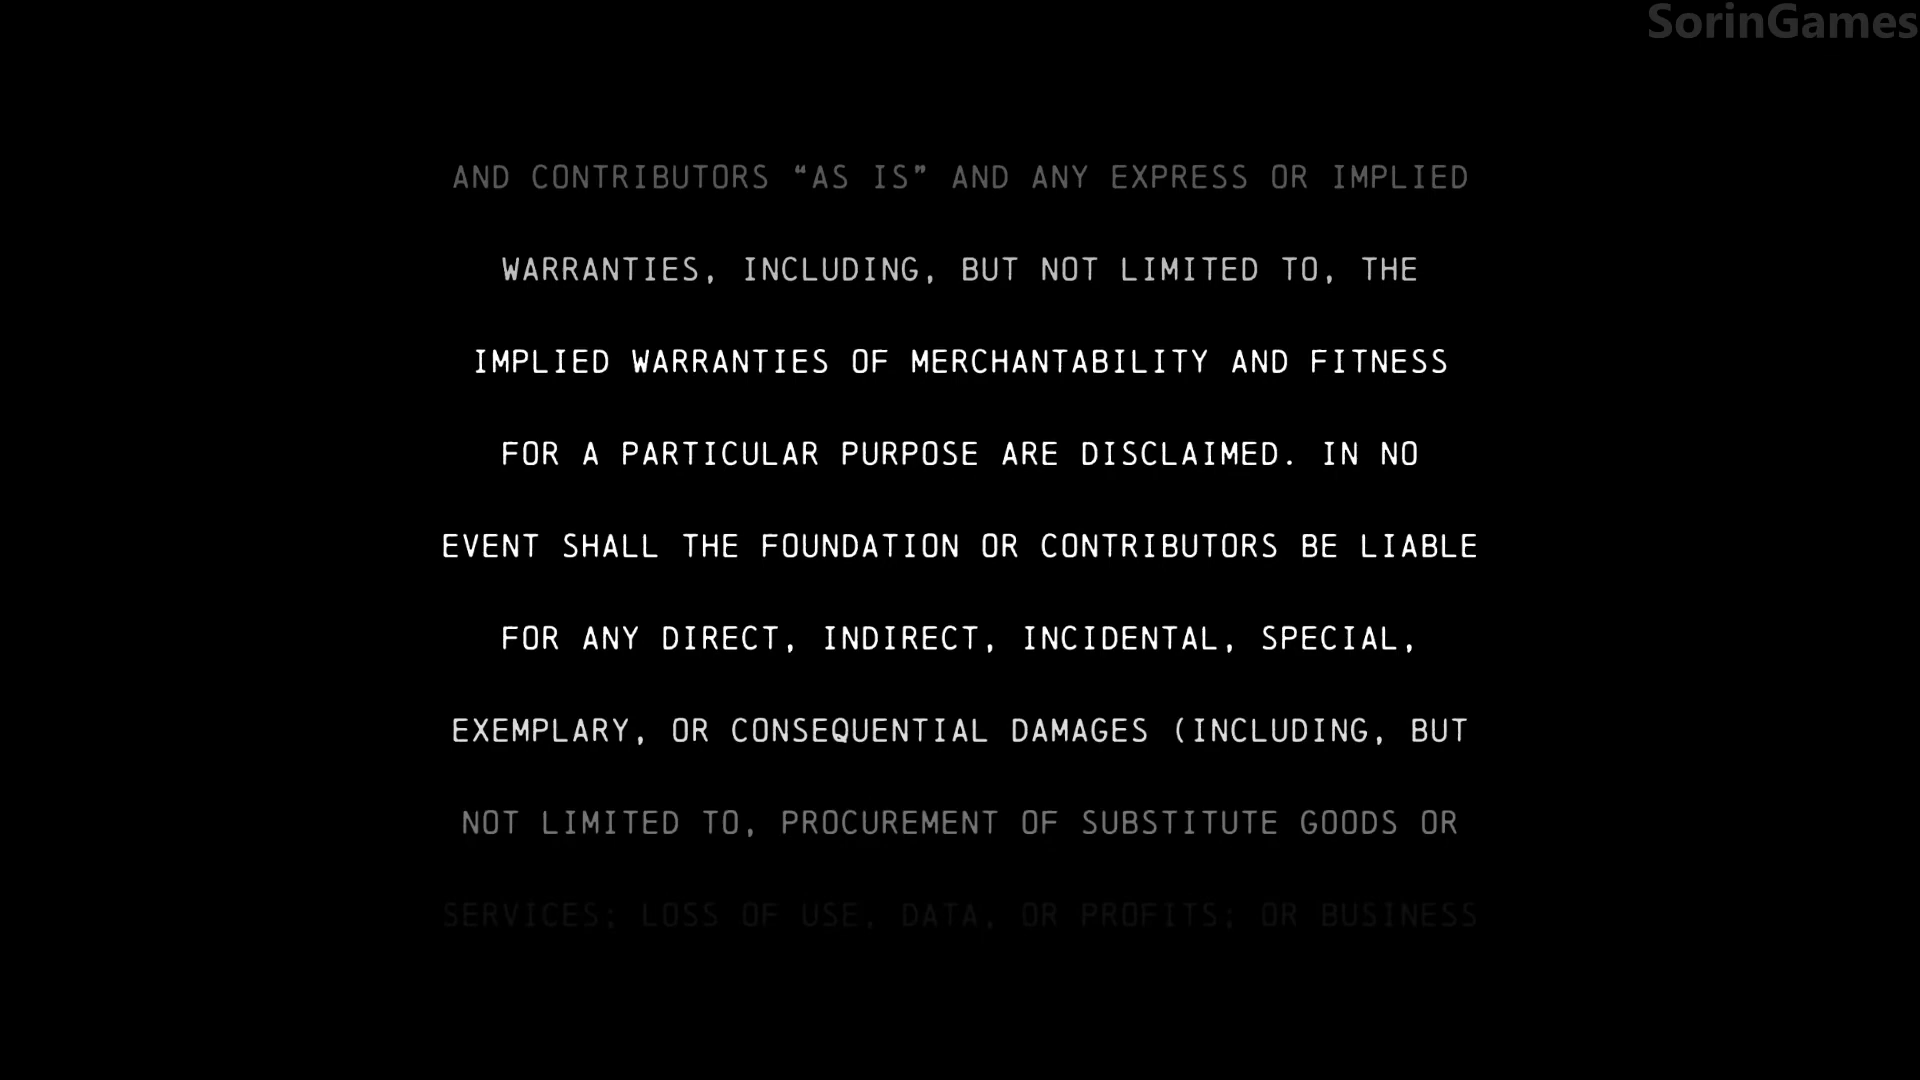 SorinGames
AND CONTRIBUTORS “AS IS” AND ANY EXPRESS OR IMPLIED
WARRANTIES, INCLUDING, BUT NOT LIMITED TO, THE
IMPLIED WARRANTIES OF MERCHANTABILITY AND FITNESS
FOR A PARTICULAR PURPOSE ARE DISCLAIMED. IN NO
EVENT SHALL THE FOUNDATION OR CONTRIBUTORS BE LIABLE
FOR ANY DIRECT, INDIRECT, INCIDENTAL, SPECIAL,
EXEMPLARY, OR CONSEQUENTIAL DAMAGES (INCLUDING, BUT
NOT LIMITED TO, PROCUREMENT OF SUBSTITUTE GOODS OR
SERVICES; LOSS OF USE, DATA, OR PROFITS; OR BUSINESS